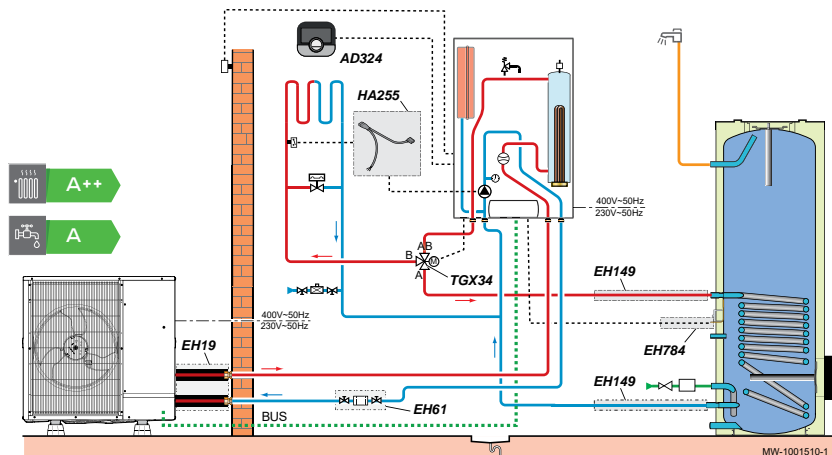 AD324
HA255
A++
A
400V~50Hz
230V~50Hz
AB
B
M
A
TGX34
EH149
400V~50Hz
230V~50Hz
EH19
EH784
EH149
BUS
EH61
MW-1001510-1